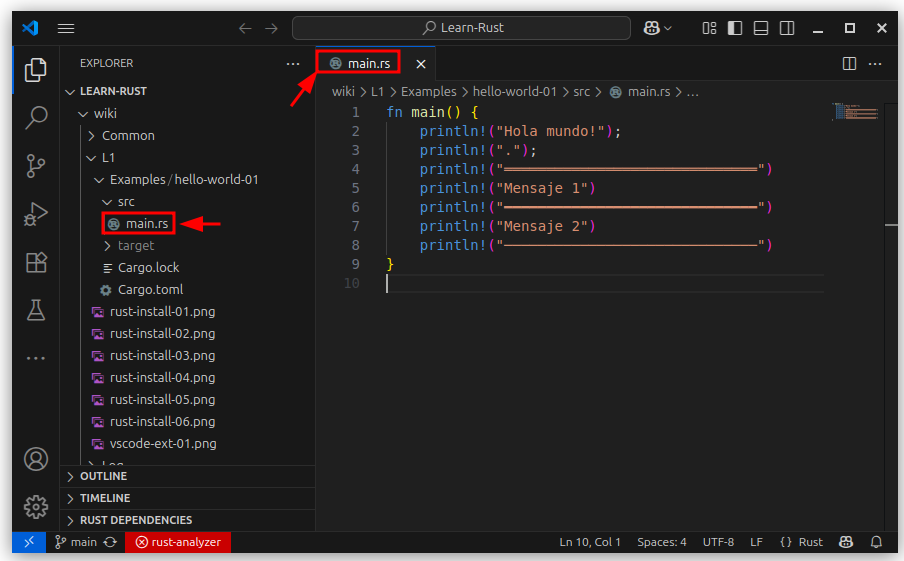 Learn-Rust
EXPLORER
LEARN-RUST
wiki
Common
L1
Examples/hello-world-01
src
main.rs
target
Cargo.lock
Cargo.toml
rust-install-01.png
rust-install-02.png
rust-install-03.png
rust-install-04.png
rust-install-05.png
rust-install-06.png
vscode-ext-01.png
OUTLINE
TIMELINE
RUST DEPENDENCIES
main.rs
wiki > L1 > Examples > hello-world-01 > src > main.rs > ...
1 fn main() {
2     println!("Hola mundo!");
3     println!(".");
4     println!("══════════════════════════════")
5     println!("Mensaje 1")
6     println!("══════════════════════════════")
7     println!("Mensaje 2")
8     println!("──────────────────────────────")
9 }
10
main
rust-analyzer
Ln 10, Col 1
Spaces: 4
UTF-8
LF
{ } Rust